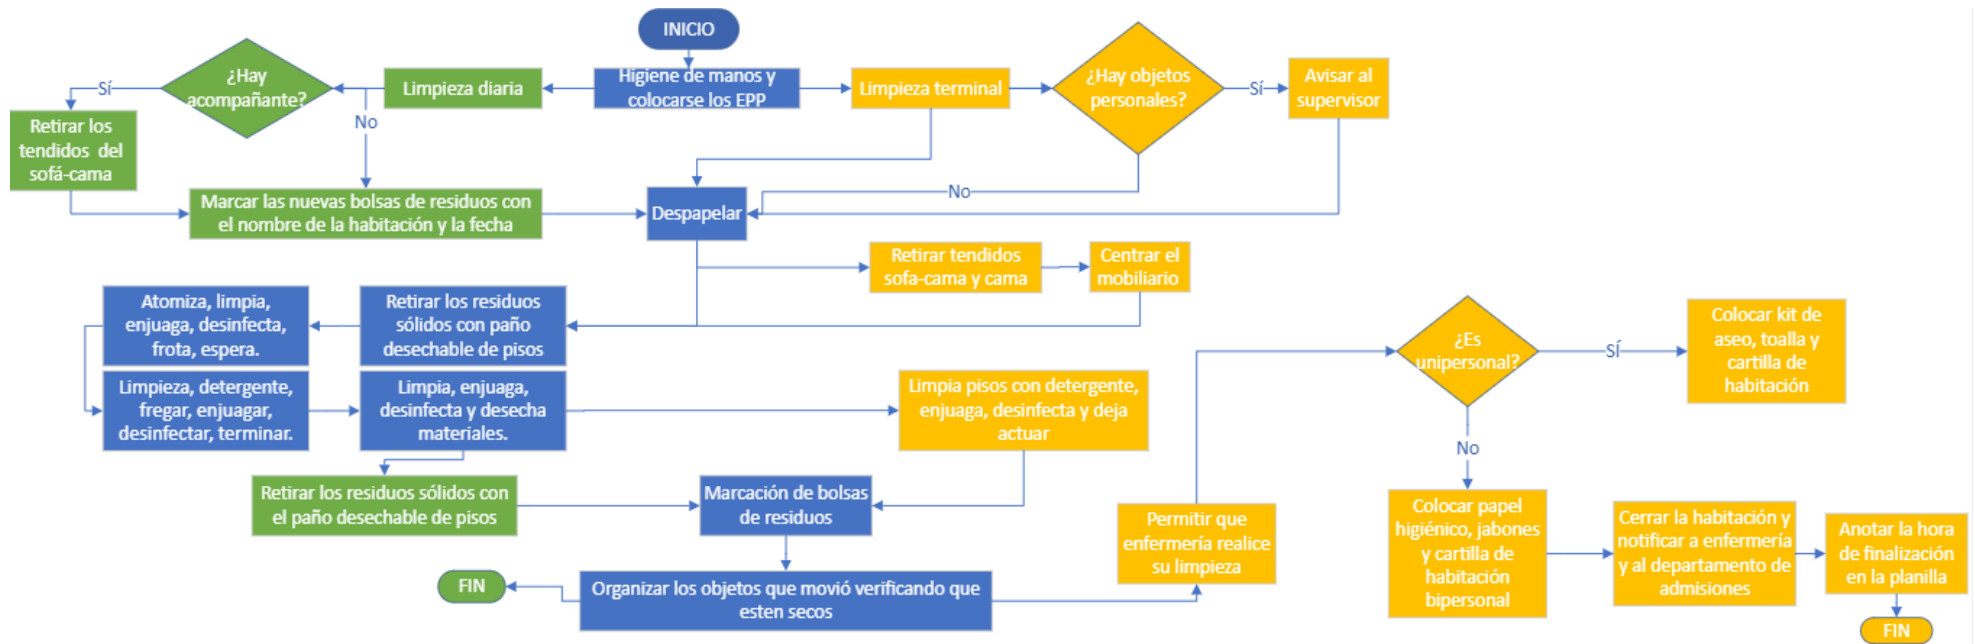 INICIO
¿Hay
acompañante?
Sí
No
Limpieza diaria
Higiene de manos y
colocarse los EPP
Limpieza terminal
¿Hay objetos
personales?
Sí
Avisar al
supervisor
Retirar los
tendidos del
sofá-cama
Marcar las nuevas bolsas de residuos con
el nombre de la habitación y la fecha
Despapelar
No
Retirar tendidos
sofa-cama y cama
Centrar el
mobiliario
Atomiza, limpia,
enjuaga, desinfecta,
frota, espera.
Retirar los residuos
sólidos con paño
desechable de pisos
Limpieza, detergente,
fregar, enjuagar,
desinfectar, terminar.
Limpia, enjuaga,
desinfecta y desecha
materiales.
Limpia pisos con detergente,
enjuaga, desinfecta y deja
actuar
Retirar los residuos sólidos con
el paño desechable de pisos
Marcación de bolsas
de residuos
Organizar los objetos que movió verificando que
esten secos
FIN
Permitir que
enfermería realice
su limpieza
¿Es
unipersonal?
SÍ
Colocar kit de
aseo, toalla y
cartilla de
habitación
No
Colocar papel
higiénico, jabones
y cartilla de
habitación
bipersonal
Cerrar la habitación y
notificar a enfermería
y al departamento de
admisiones
Anotar la hora
de finalización
en la planilla
FIN